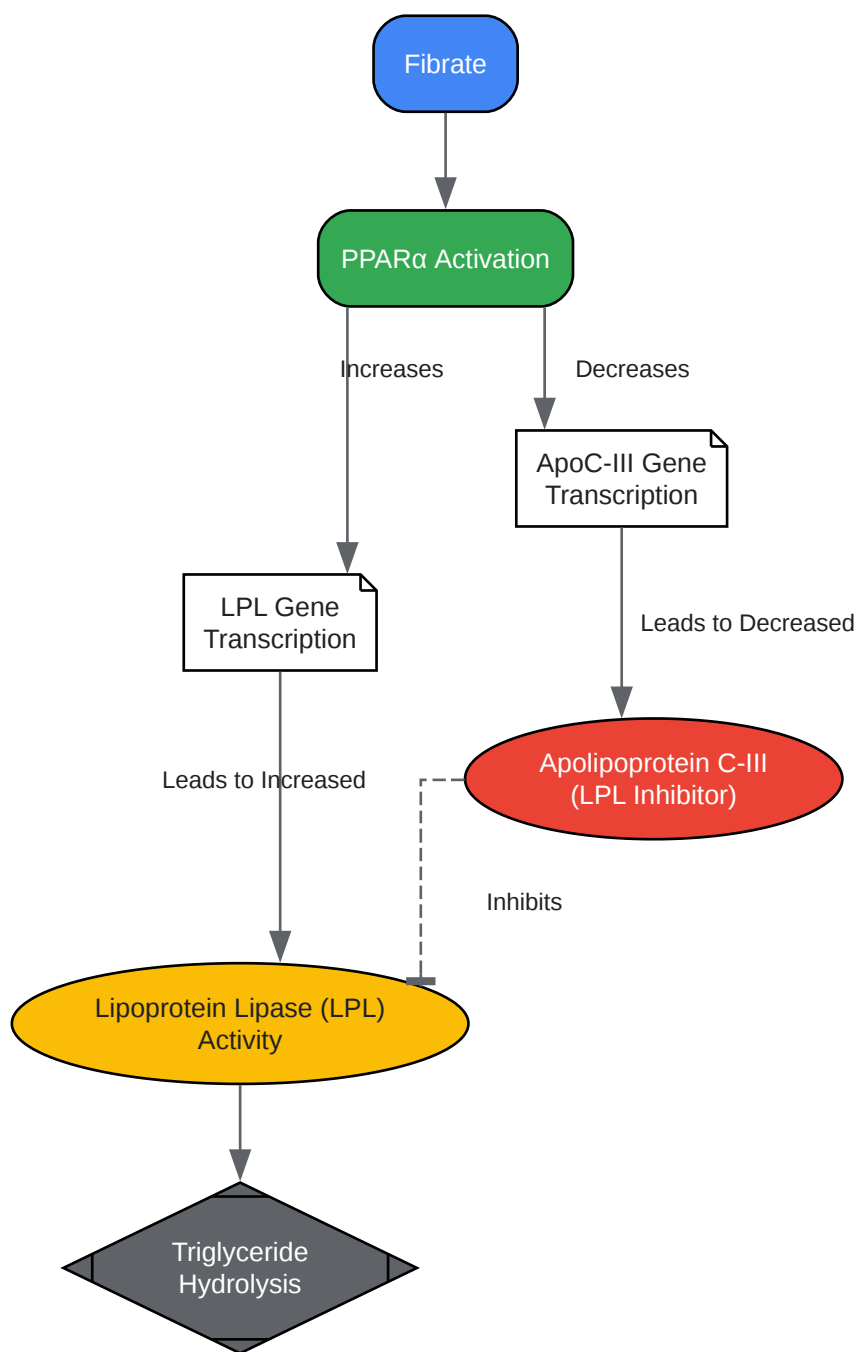 Fibrate
PPARα Activation
Increases
Decreases
ApoC-III Gene
Transcription
LPL Gene
Transcription
Leads to Decreased
Apolipoprotein C-III
(LPL Inhibitor)
Leads to Increased
Inhibits
Lipoprotein Lipase (LPL)
Activity
Triglyceride
Hydrolysis